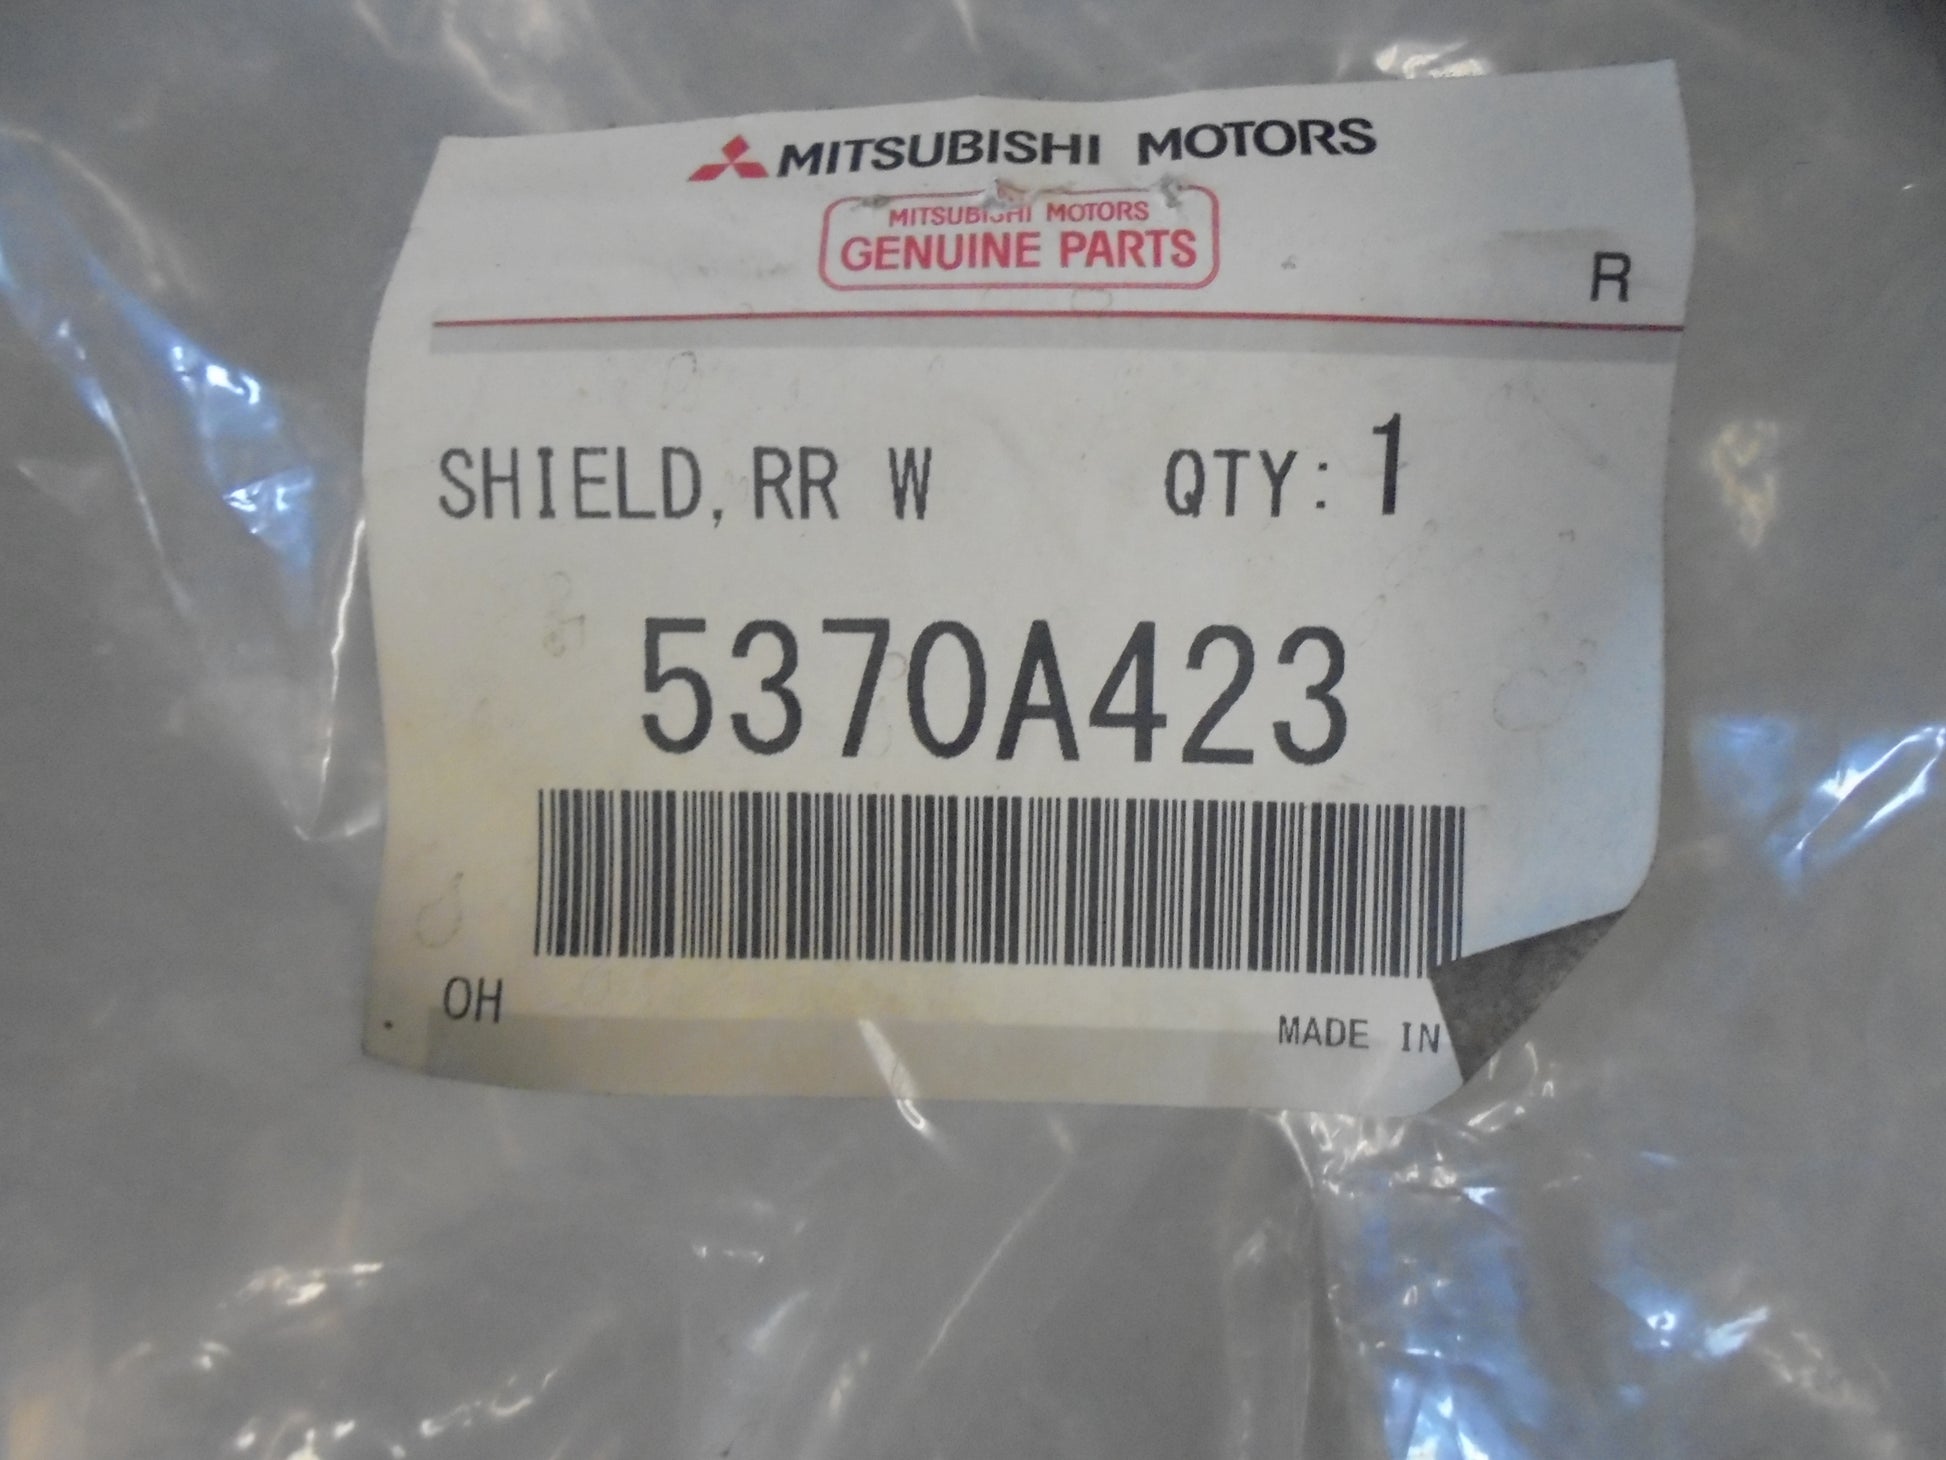 MITSUBISHI MOTORS
MITSUBISHI MOTORS
GENUINE PARTS
R
SHIELD, RR W QTY: 1
5370A423
OH
MADE IN